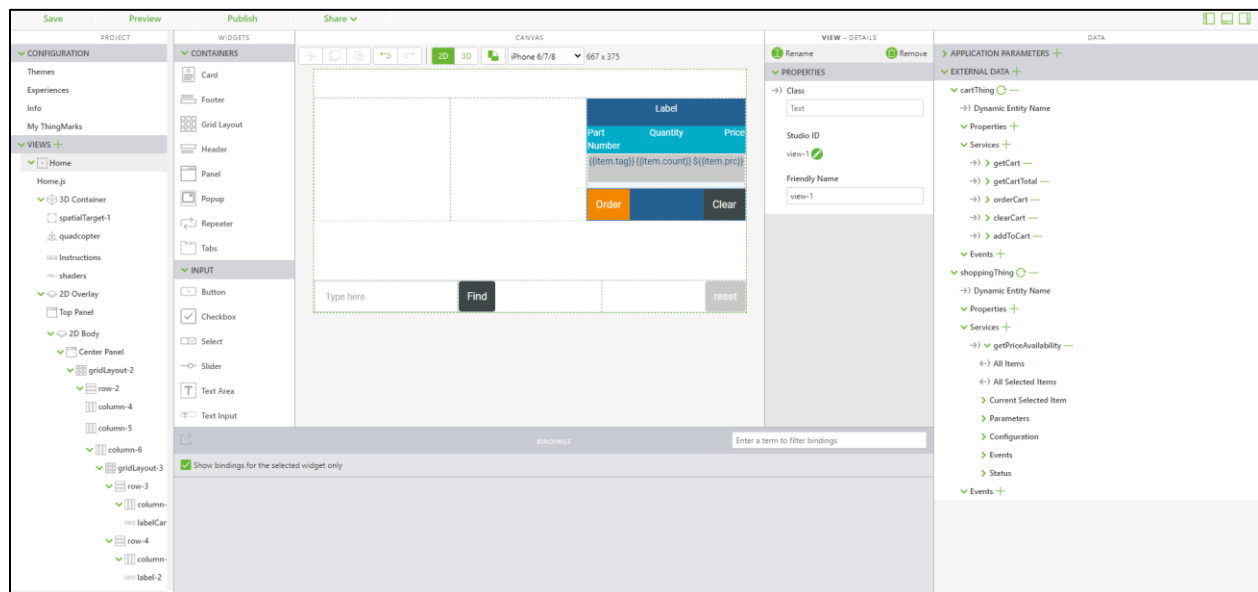 Save
Preview
Publish
Share
PROJECT
CONFIGURATION
Themes
Experiences
Info
My ThingMarks
VIEWS
Home
Home.js
3D Container
spatialTarget-1
quadcopter
Instructions
shaders
2D Overlay
Top Panel
2D Body
Center Panel
gridLayout-2
row-2
column-4
column-5
column-6
gridLayout-3
row-3
column-
labelCar
row-4
column-
label-2
WIDGETS
CONTAINERS
Card
Footer
Grid Layout
Header
Panel
Popup
Repeater
Tabs
INPUT
Button
Checkbox
Select
Slider
Text Area
Text Input
CANVAS
2D 3D iPhone 6/7/8 667 x 375
Label
Part Number Quantity Price
{{item.tag}} {{item.count}} ${{item.prc}}
Order Clear
Type here Find reset
VIEW - DETAILS
Rename Remove
PROPERTIES
Class
Text
Studio ID
view-1
Friendly Name
view-1
BINDINGS
Enter a term to filter bindings
Show bindings for the selected widget only
DATA
APPLICATION PARAMETERS
EXTERNAL DATA
cartThing
Dynamic Entity Name
Properties
Services
getCart
getCartTotal
orderCart
clearCart
addToCart
Events
shoppingThing
Dynamic Entity Name
Properties
Services
getPriceAvailability
All Items
All Selected Items
Current Selected Item
Parameters
Configuration
Events
Status
Events